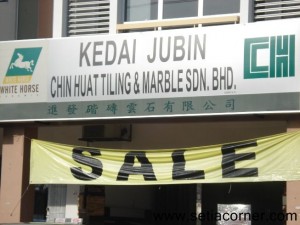 KEDAI JUBIN
CHIN HUAT TILING & MARBLE SDN. BHD.
進發階磚雲石有限公司
WHITE HORSE
CH
SALE
www.setiacorner.com